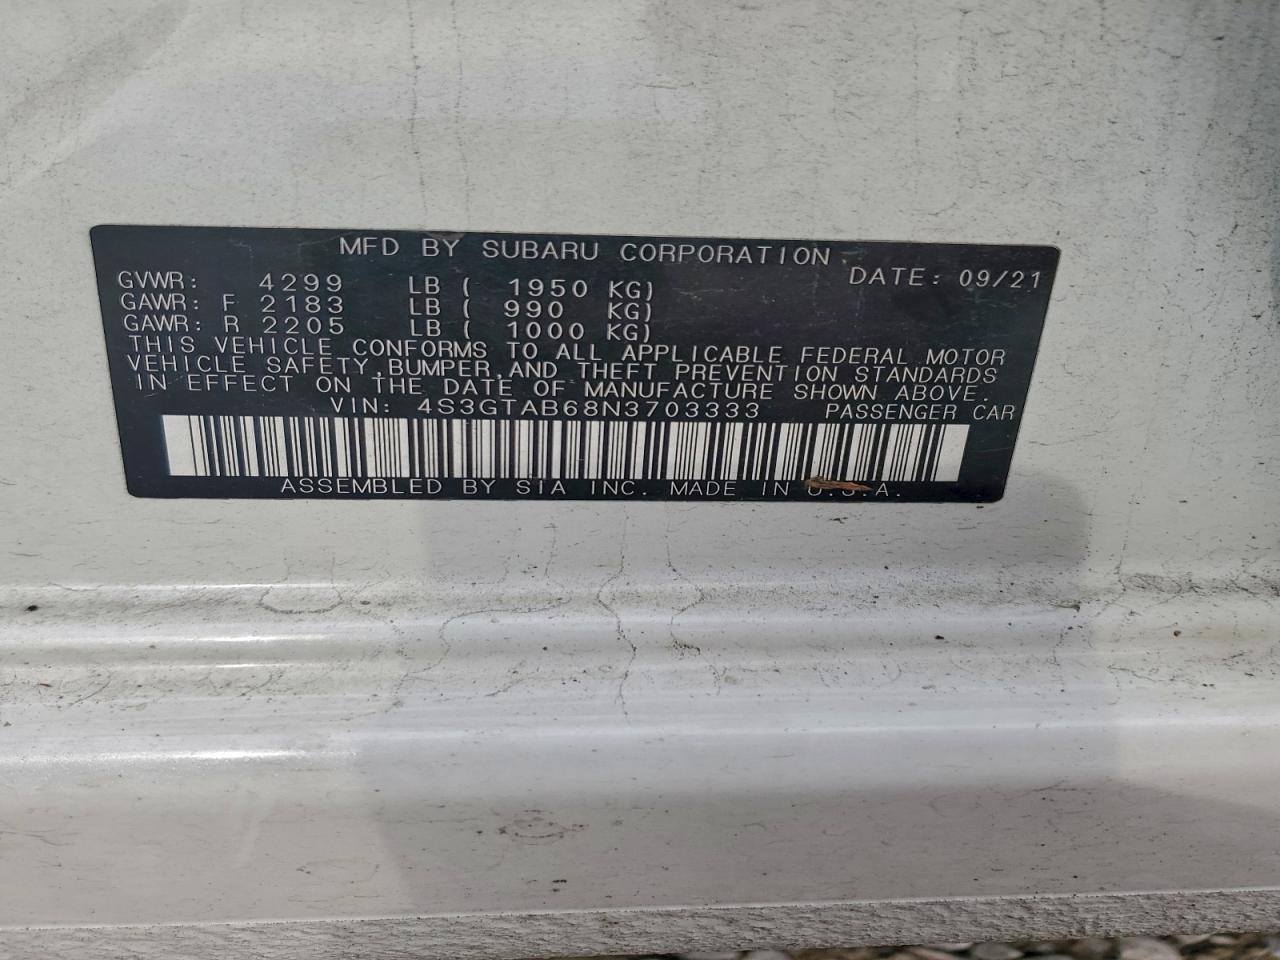 MFD BY SUBARU CORPORATION
DATE: 09/21
GVWR: 4299 LB ( 1950 KG)
GAWR: F 2183 LB ( 990 KG)
GAWR: R 2205 LB ( 1000 KG)
THIS VEHICLE CONFORMS TO ALL APPLICABLE FEDERAL MOTOR
VEHICLE SAFETY,BUMPER,AND THEFT PREVENTION STANDARDS
IN EFFECT ON THE DATE OF MANUFACTURE SHOWN ABOVE.
VIN: 4S3GTAB68N3703333 PASSENGER CAR
ASSEMBLED BY SIA INC. MADE IN U.S.A.